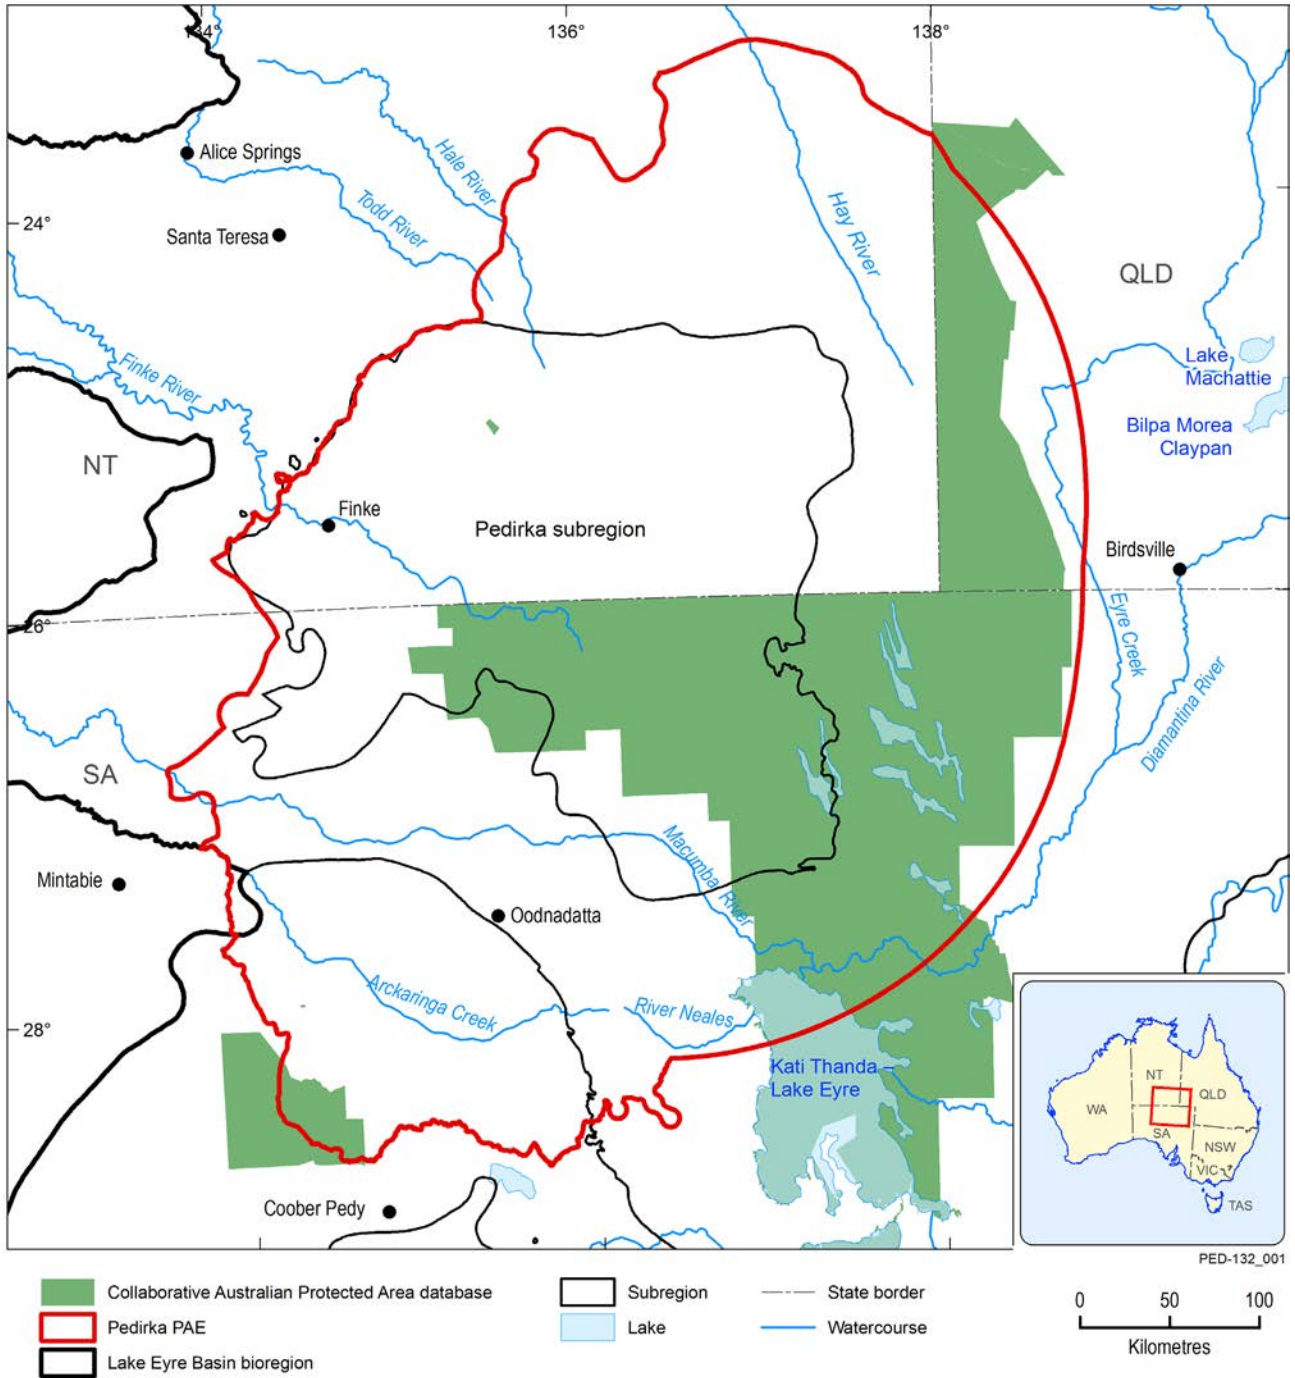 134°
136°
138°
Alice Springs
Hale River
Todd River
Santa Teresa
24°
Hay River
QLD
Lake
Machattie
Finke River
Bilpa Morea
Claypan
NT
Finke
Pedirka subregion
Birdsville
26°
Eyre Creek
Diamantina River
SA
Macumba River
Mintabie
Oodnadatta
Arckaringa Creek
River Neales
28°
Kati Thanda –
Lake Eyre
Coober Pedy
NT
QLD
WA
SA
NSW
VIC
TAS
PED-132_001
Collaborative Australian Protected Area database
Pedirka PAE
Lake Eyre Basin bioregion
Subregion
Lake
State border
Watercourse
0 50 100
Kilometres